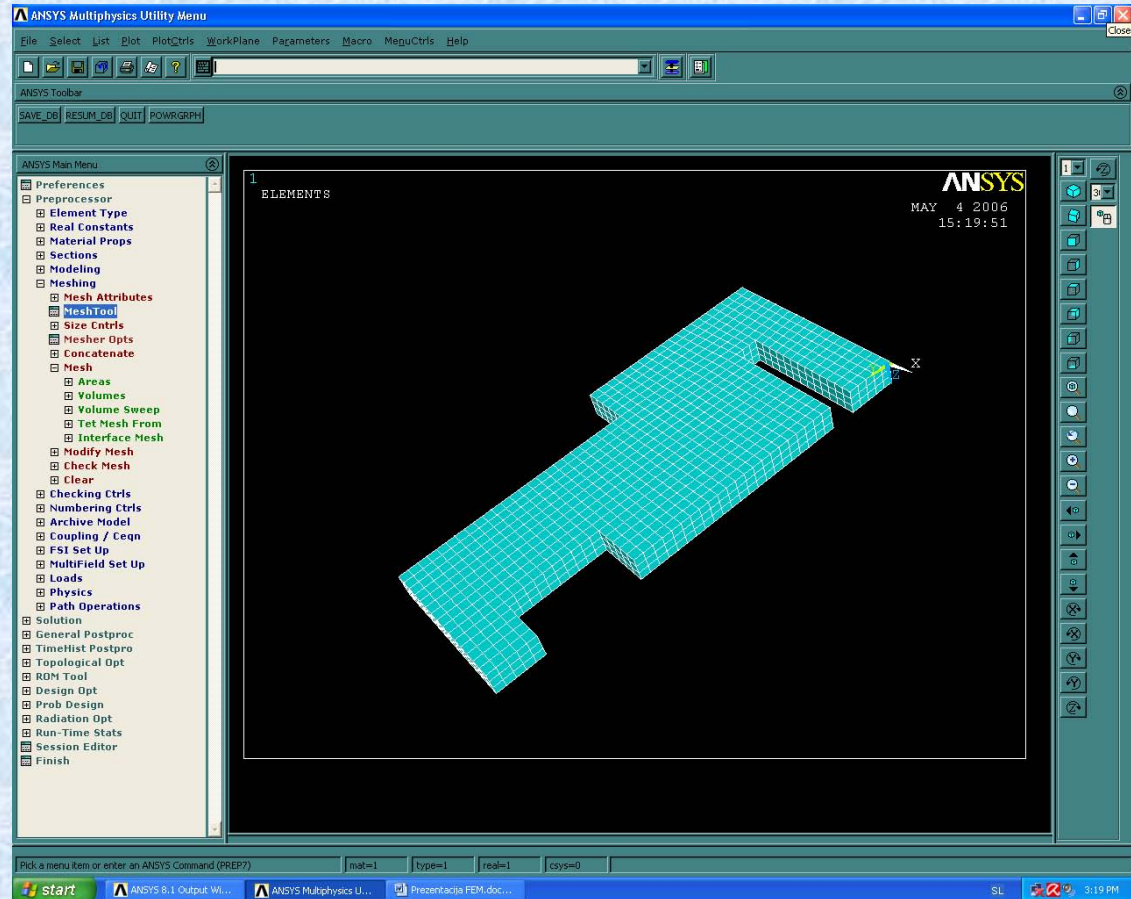 ANSYS Multiphysics Utility Menu
Close
File Select List Plot PlotCtrls WorkPlane Parameters Macro MenuCtrls Help
ANSYS Toolbar
SAVE_DB RESUM_DB QUIT POWRGRPH
ANSYS Main Menu
Preferences
Preprocessor
Element Type
Real Constants
Material Props
Sections
Modeling
Meshing
Mesh Attributes
MeshTool
Size Cntrls
Mesher Opts
Concatenate
Mesh
Areas
Volumes
Volume Sweep
Tet Mesh From
Interface Mesh
Modify Mesh
Check Mesh
Clear
Checking Ctrls
Numbering Ctrls
Archive Model
Coupling / Ceqn
FSI Set Up
MultiField Set Up
Loads
Physics
Path Operations
Solution
General Postproc
TimeHist Postpro
Topological Opt
ROM Tool
Design Opt
Prob Design
Radiation Opt
Run-Time Stats
Session Editor
Finish
1
ELEMENTS
ANSYS
MAY 4 2006
15:19:51
X
Z
1
Pick a menu item or enter an ANSYS Command (PREP7) mat=1 type=1 real=1 csys=0
start ANSYS 8.1 Output Wi... ANSYS Multiphysics U... Prezentacija FEM.doc... SL 3:19 PM